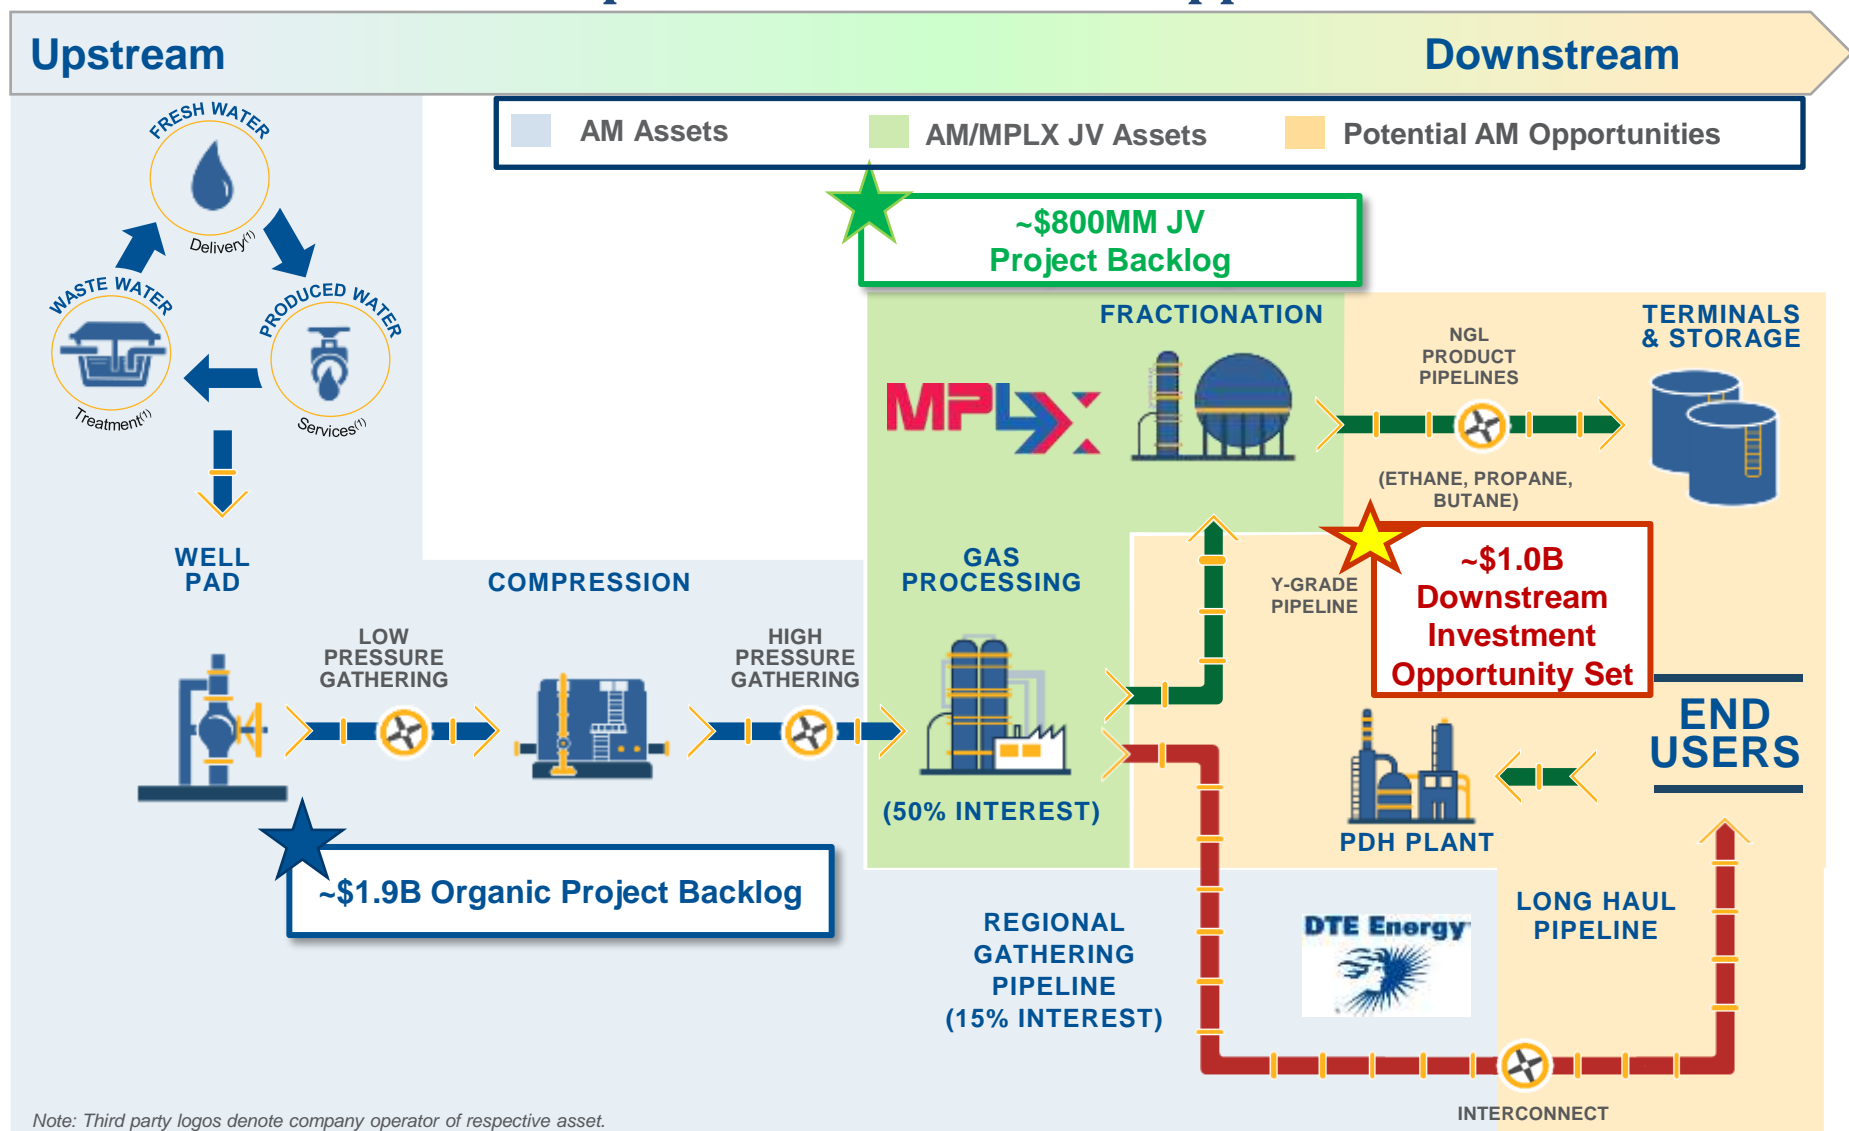 Upstream
Downstream
AM Assets
AM/MPLX JV Assets
Potential AM Opportunities
FRESH WATER
Delivery(1)
WASTE WATER
Treatment(1)
PRODUCED WATER
Services(1)
~$800MM JV
Project Backlog
FRACTIONATION
MPLX
NGL
PRODUCT
PIPELINES
(ETHANE, PROPANE,
BUTANE)
TERMINALS
& STORAGE
WELL
PAD
COMPRESSION
GAS
PROCESSING
Y-GRADE
PIPELINE
~$1.0B
Downstream
Investment
Opportunity Set
LOW
PRESSURE
GATHERING
HIGH
PRESSURE
GATHERING
(50% INTEREST)
END
USERS
PDH PLANT
~$1.9B Organic Project Backlog
REGIONAL
GATHERING
PIPELINE
(15% INTEREST)
DTE Energy
LONG HAUL
PIPELINE
INTERCONNECT
Note: Third party logos denote company operator of respective asset.